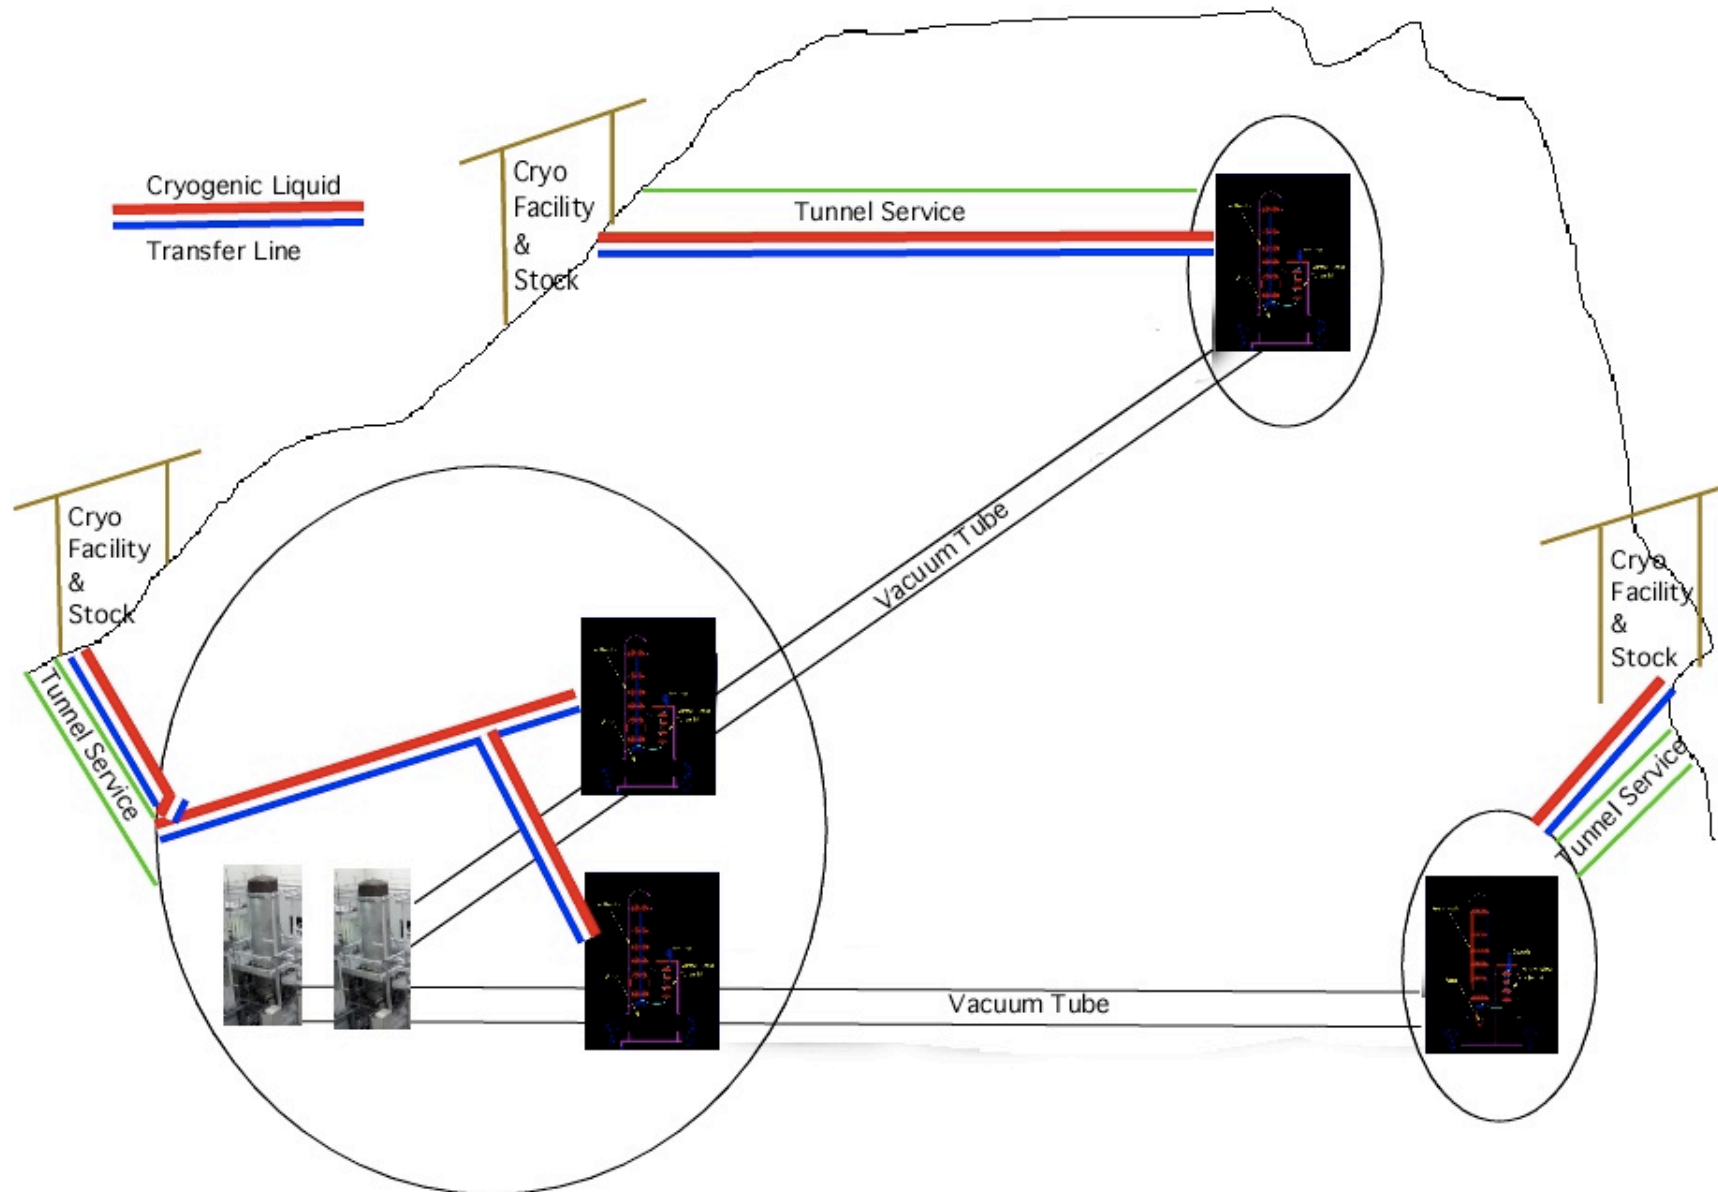 Cryogenic Liquid
Transfer Line
Cryo
Facility
&
Stock
Tunnel Service
Cryo
Facility
&
Stock
Tunnel Service
Vacuum Tube
Cryo
Facility
&
Stock
Tunnel Service
Vacuum Tube